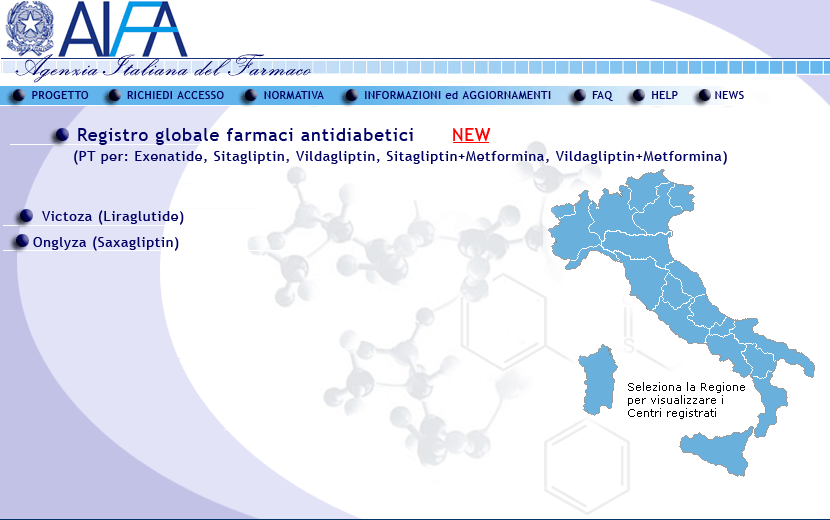 AIFA
Agenzia Italiana del Farmaco
PROGETTO RICHIEDI ACCESSO NORMATIVA INFORMAZIONI ed AGGIORNAMENTI FAQ HELP NEWS
Registro globale farmaci antidiabetici NEW
(PT per: Exenatide, Sitagliptin, Vildagliptin, Sitagliptin+Metformina, Vildagliptin+Metformina)
Victoza (Liraglutide)
Onglyza (Saxagliptin)
S
Seleziona la Regione
per visualizzare i
Centri registrati